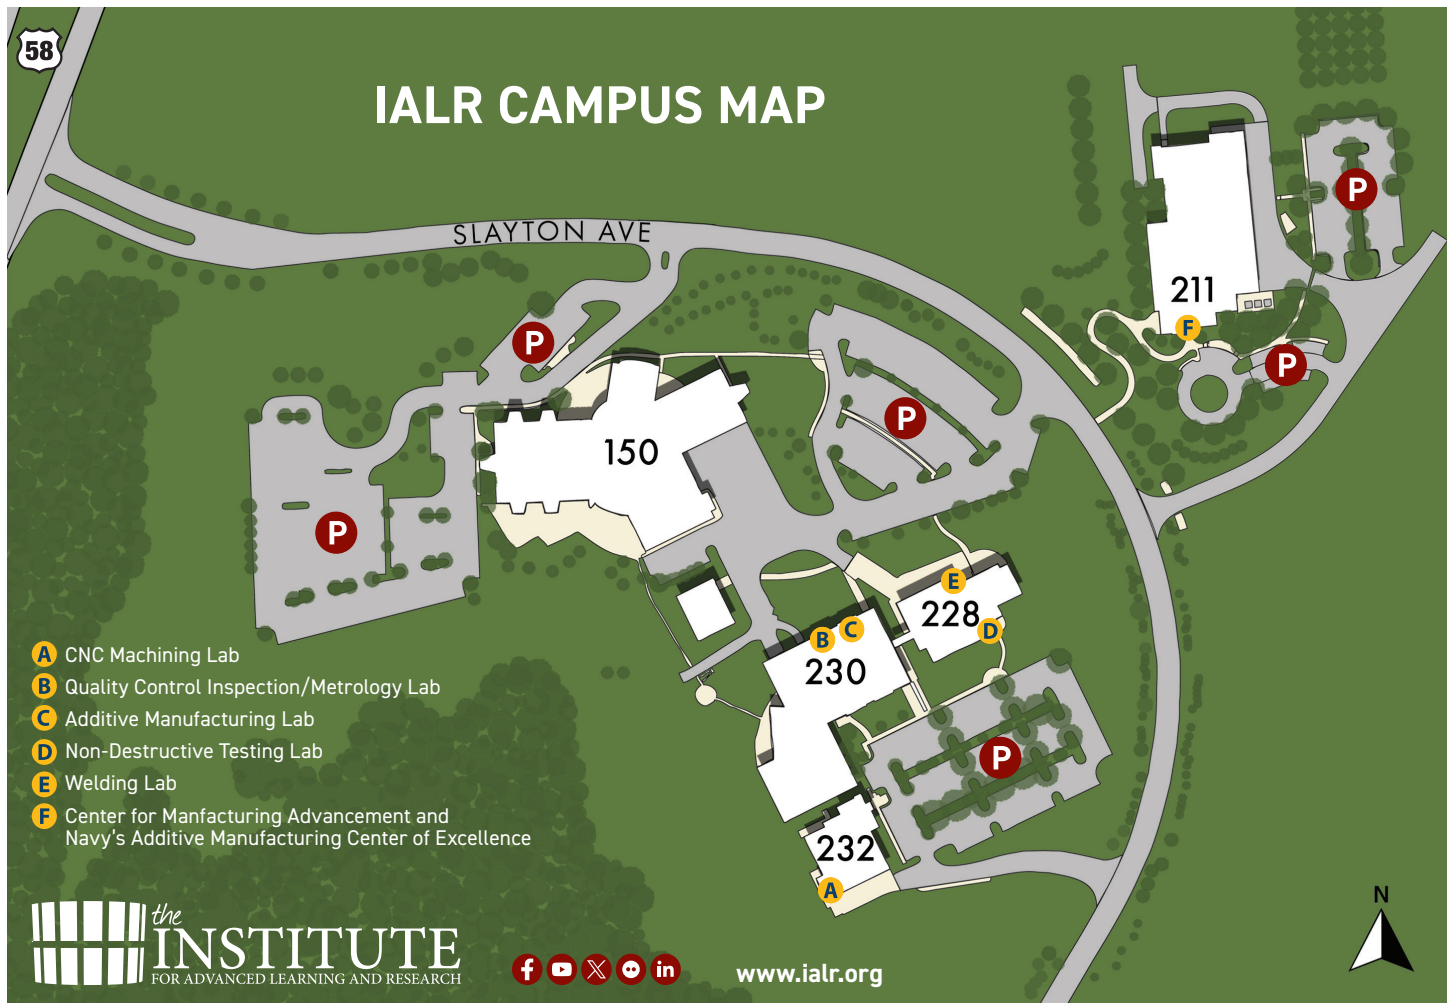 58
IALR CAMPUS MAP
SLAYTON AVE
P
211
F
P
P
P
150
P
E
228
D
B
C
230
P
232
A
A CNC Machining Lab
B Quality Control Inspection/Metrology Lab
C Additive Manufacturing Lab
D Non-Destructive Testing Lab
E Welding Lab
F Center for Manfacturing Advancement and
Navy's Additive Manufacturing Center of Excellence
N
the
INSTITUTE
FOR ADVANCED LEARNING AND RESEARCH
f X in
www.ialr.org